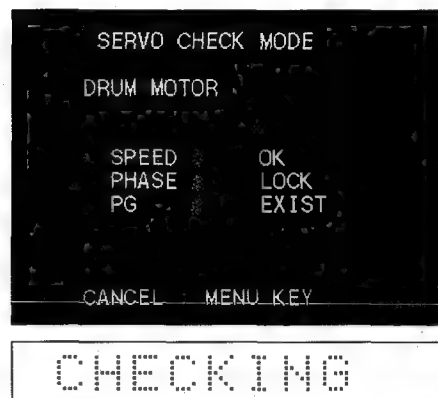 SERVO CHECK MODE
DRUM MOTOR
SPEED OK
PHASE LOCK
PG EXIST
CANCEL : MENU KEY
CHECKING